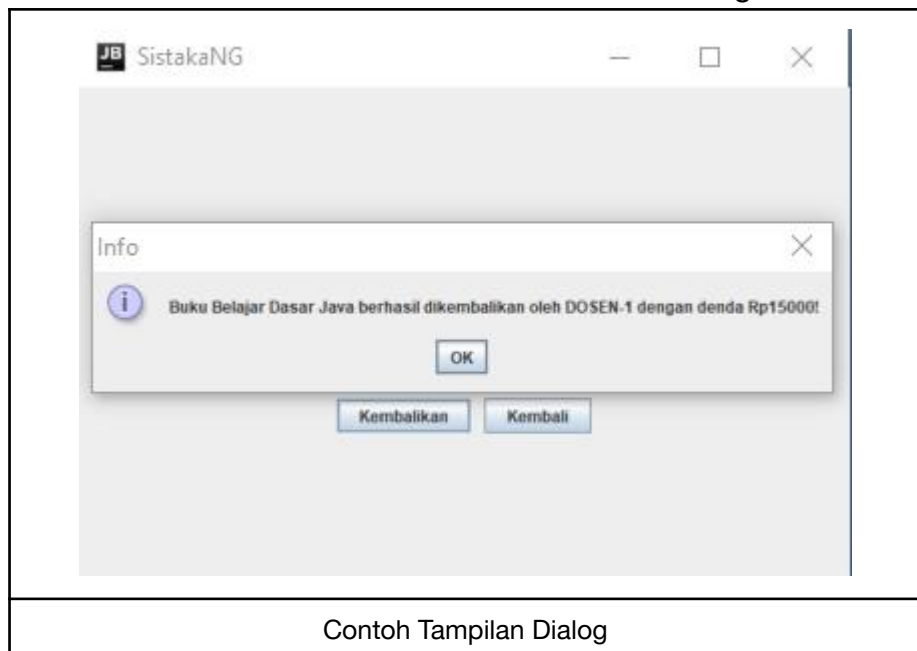 JB SistakaNG
Info
Buku Belajar Dasar Java berhasil dikembalikan oleh DOSEN-1 dengan denda Rp15000!
OK
Kembalikan Kembali
Contoh Tampilan Dialog